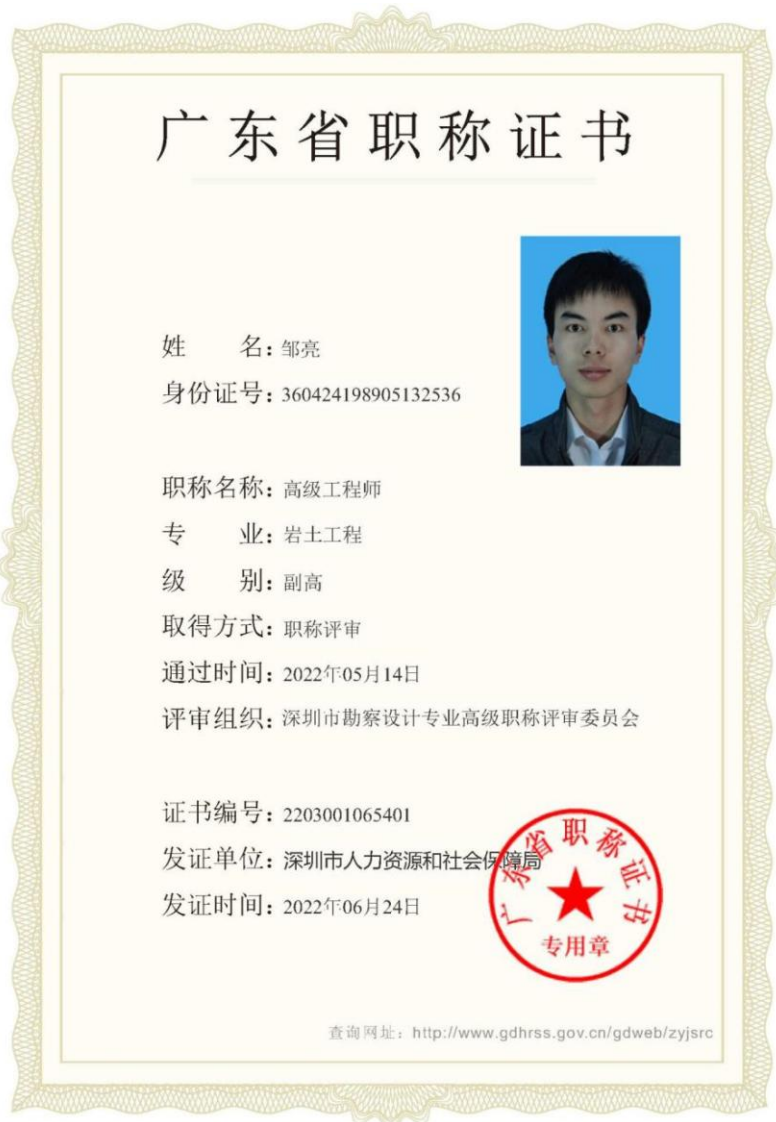 广东省职称证书
姓 名：邹亮
身份证号：360424198905132536
职称名称：高级工程师
专 业：岩土工程
级 别：副高
取得方式：职称评审
通过时间：2022年05月14日
评审组织：深圳市勘察设计专业高级职称评审委员会
证书编号：2203001065401
发证单位：深圳市人力资源和社会保障局
发证时间：2022年06月24日
广东省职称证书
专用章
查询网址：http://www.gdhrss.gov.cn/gdweb/zyjsrc